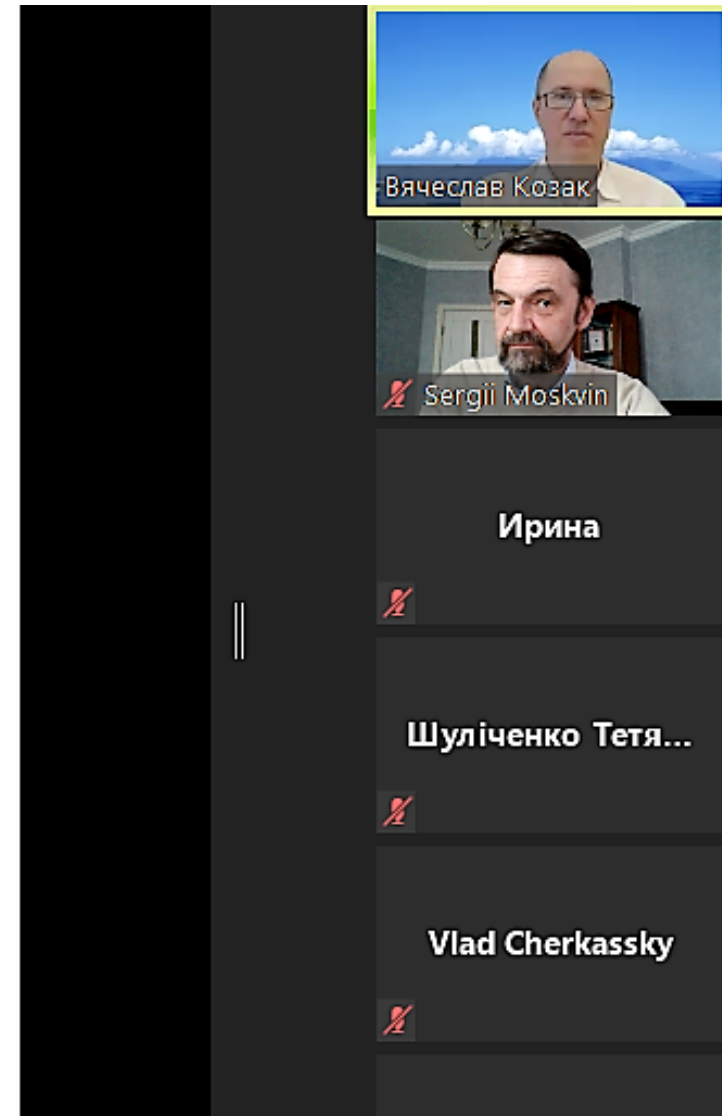 Вячеслав Козак
Sergii Moskvin
Ирина
Шуліченко Тетя...
Vlad Cherkassky